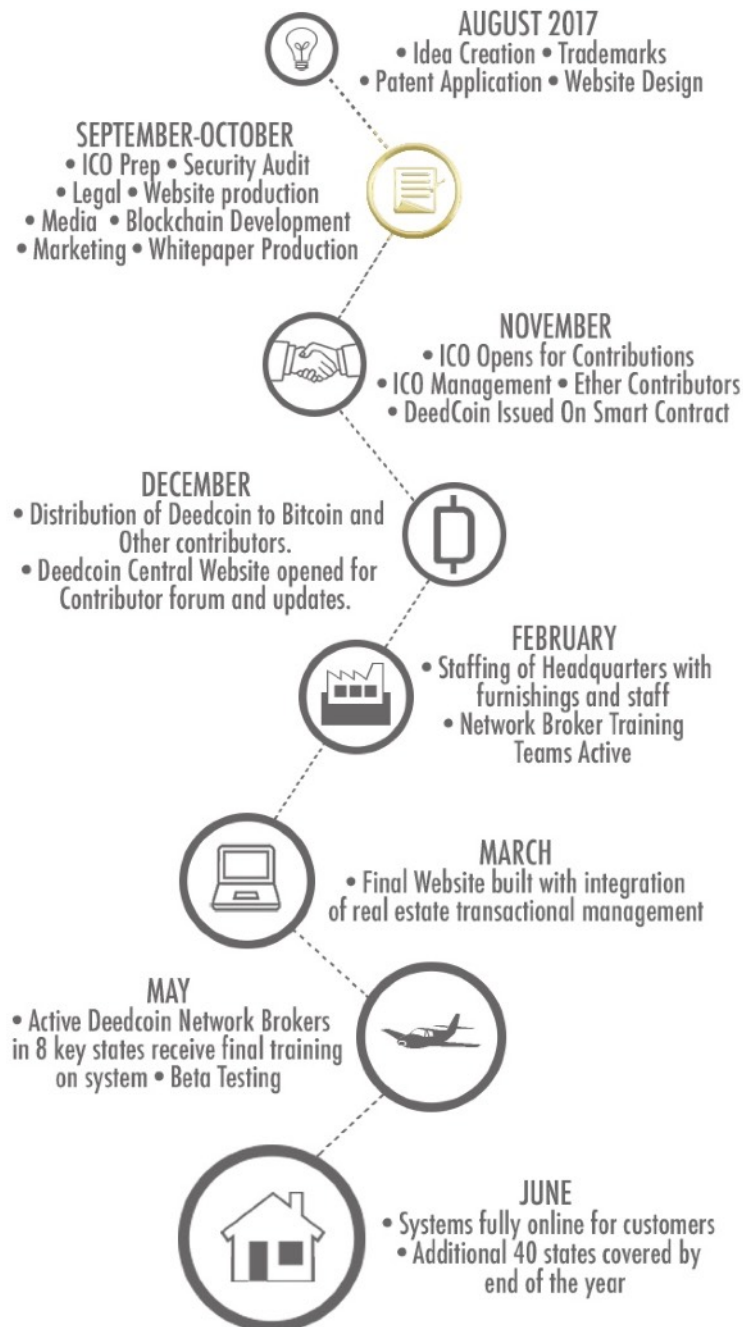 AUGUST 2017
• Idea Creation • Trademarks
• Patent Application • Website Design
SEPTEMBER-OCTOBER
• ICO Prep • Security Audit
• Legal • Website production
• Media • Blockchain Development
• Marketing • Whitepaper Production
NOVEMBER
• ICO Opens for Contributions
• ICO Management • Ether Contributors
• DeedCoin Issued On Smart Contract
DECEMBER
• Distribution of Deedcoin to Bitcoin and
Other contributors.
• Deedcoin Central Website opened for
Contributor forum and updates.
FEBRUARY
• Staffing of Headquarters with
furnishings and staff
• Network Broker Training
Teams Active
MARCH
• Final Website built with integration
of real estate transactional management
MAY
• Active Deedcoin Network Brokers
in 8 key states receive final training
on system • Beta Testing
JUNE
• Systems fully online for customers
• Additional 40 states covered by
end of the year